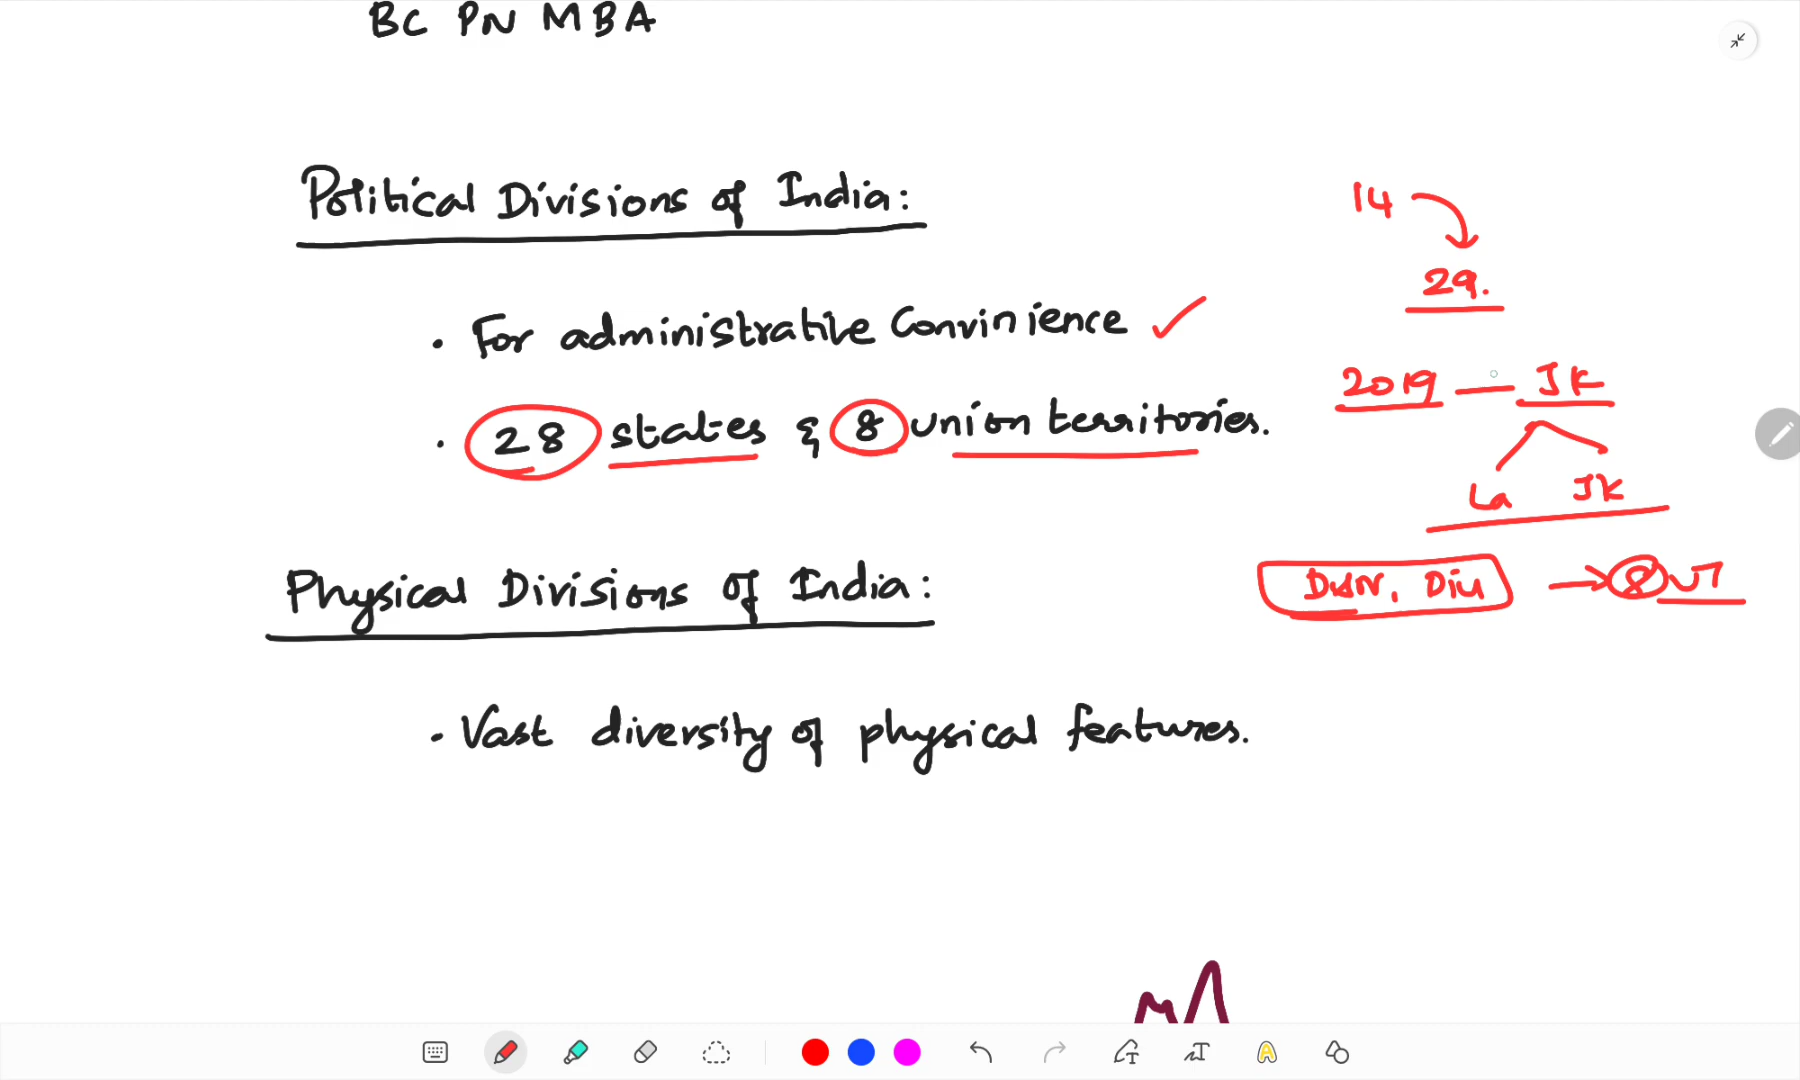 BC PN MBA
Political Divisions of India:
14
29.
. For administrative Convinience
2019 — JK
. 28 states & 8 union territories.
La JK
Physical Divisions of India:
Diu → 8 UT
. Vast diversity of physical features.